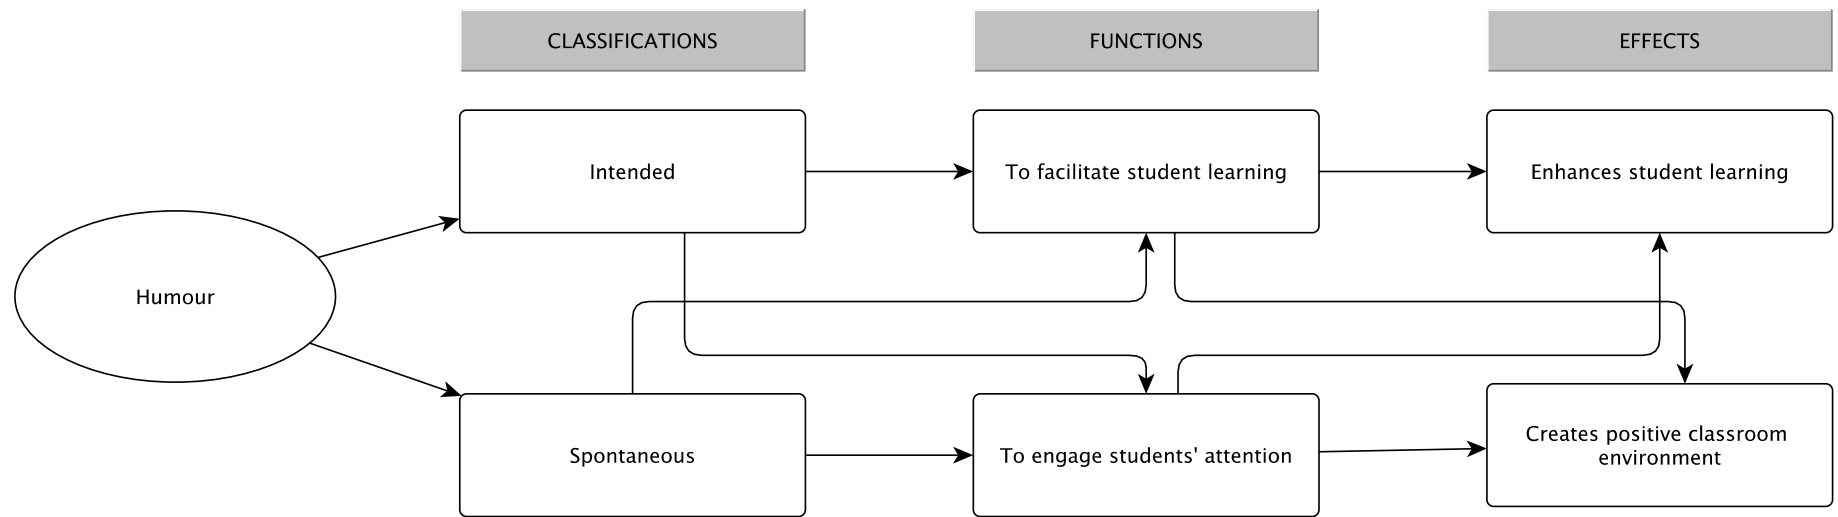 CLASSIFICATIONS
FUNCTIONS
EFFECTS
Intended
To facilitate student learning
Enhances student learning
Humour
Spontaneous
To engage students' attention
Creates positive classroom
environment